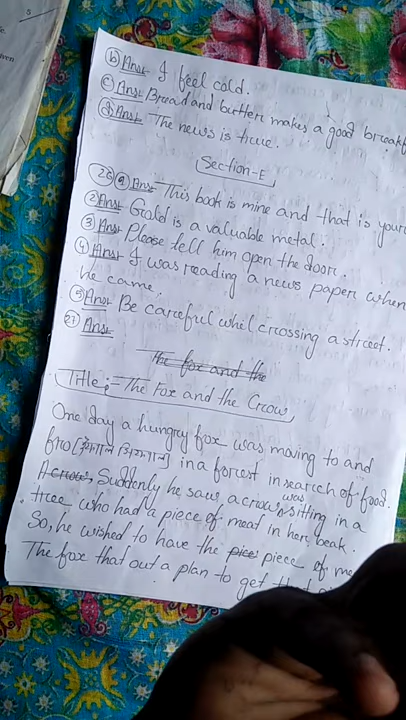 (b) Ans:- I feel cold.
(c) Ans:- Bread and butter makes a good breakf
(d) Ans:- The news is true.
Section-E
26 1 Ans:- This book is mine and that is your
2 Ans:- Gold is a valuable metal.
3 Ans:- Please tell him open the door.
4 Ans:- I was reading a news paper when
he came.
5 Ans:- Be careful whil crossing a street.
27 Ans:-
The fox and the
Title:- The Fox and the Crow
One day a hungry fox was moving to and
fro in a forest in search of food.
A crow, Suddenly he saw a crow was sitting in a
tree who had a piece of meat in her beak.
So, he wished to have the piece of me
The fox that out a plan to get